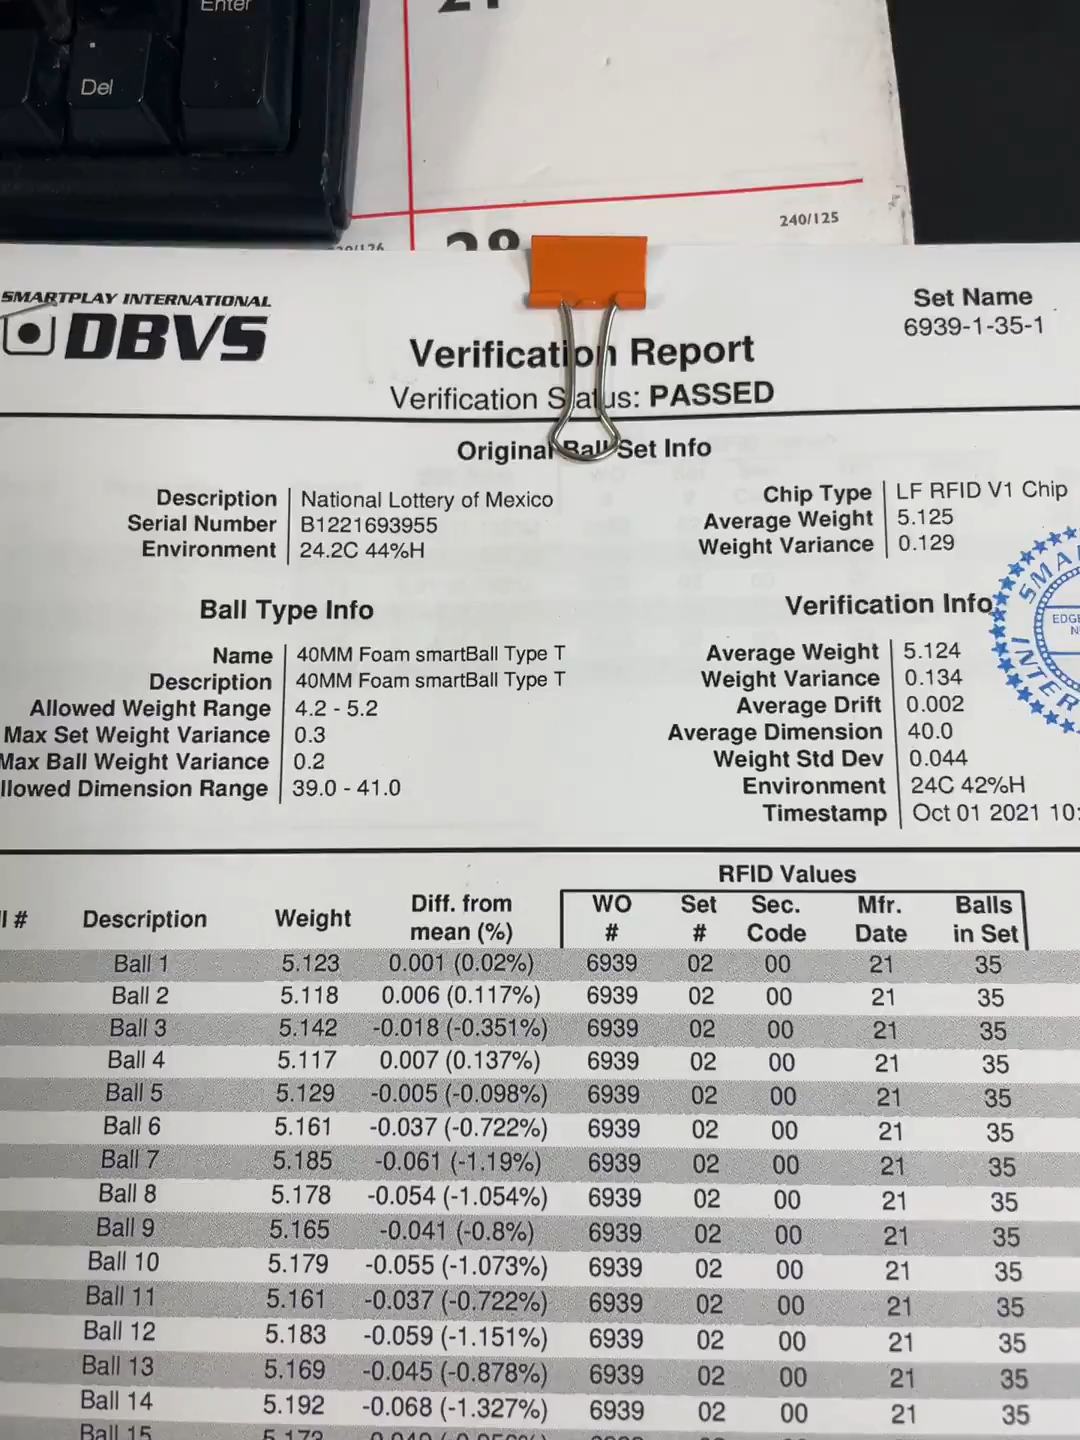 Enter
Del
21
240/125
28
SMARTPLAY INTERNATIONAL
DBVS
Set Name
6939-1-35-1
Verification Report
Verification Status: PASSED
Original Ball Set Info
Description National Lottery of Mexico
Serial Number B1221693955
Environment 24.2C 44%H
Chip Type LF RFID V1 Chip
Average Weight 5.125
Weight Variance 0.129
Ball Type Info
Name 40MM Foam smartBall Type T
Description 40MM Foam smartBall Type T
Allowed Weight Range 4.2 - 5.2
Max Set Weight Variance 0.3
Max Ball Weight Variance 0.2
llowed Dimension Range 39.0 - 41.0
Verification Info
Average Weight 5.124
Weight Variance 0.134
Average Drift 0.002
Average Dimension 40.0
Weight Std Dev 0.044
Environment 24C 42%H
Timestamp Oct 01 2021 10:
SMA
EDGE
N
INTER
RFID Values
l # Description Weight Diff. from mean (%) WO # Set # Sec. Code Mfr. Date Balls in Set
Ball 1 5.123 0.001 (0.02%) 6939 02 00 21 35
Ball 2 5.118 0.006 (0.117%) 6939 02 00 21 35
Ball 3 5.142 -0.018 (-0.351%) 6939 02 00 21 35
Ball 4 5.117 0.007 (0.137%) 6939 02 00 21 35
Ball 5 5.129 -0.005 (-0.098%) 6939 02 00 21 35
Ball 6 5.161 -0.037 (-0.722%) 6939 02 00 21 35
Ball 7 5.185 -0.061 (-1.19%) 6939 02 00 21 35
Ball 8 5.178 -0.054 (-1.054%) 6939 02 00 21 35
Ball 9 5.165 -0.041 (-0.8%) 6939 02 00 21 35
Ball 10 5.179 -0.055 (-1.073%) 6939 02 00 21 35
Ball 11 5.161 -0.037 (-0.722%) 6939 02 00 21 35
Ball 12 5.183 -0.059 (-1.151%) 6939 02 00 21 35
Ball 13 5.169 -0.045 (-0.878%) 6939 02 00 21 35
Ball 14 5.192 -0.068 (-1.327%) 6939 02 00 21 35
Ball 15